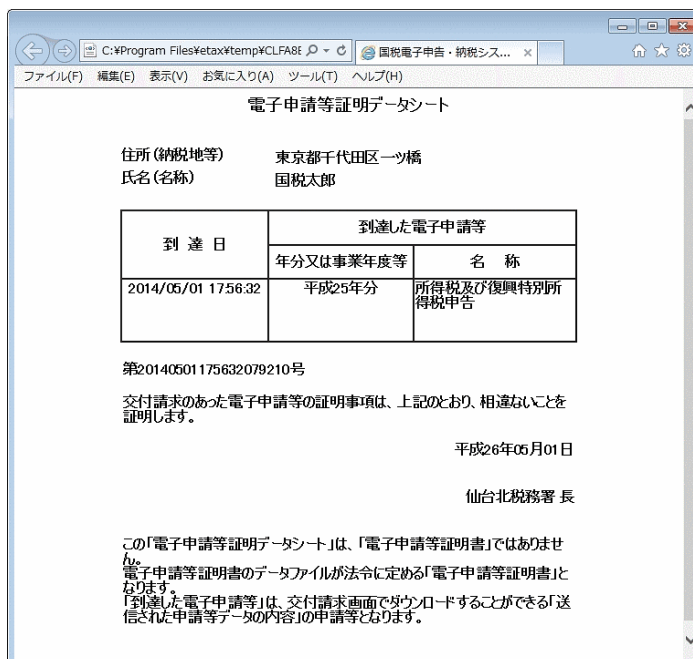 C:¥Program Files¥etax¥temp¥CLFA8E
国税電子申告・納税シス...
ファイル(F) 編集(E) 表示(V) お気に入り(A) ツール(T) ヘルプ(H)
電子申請等証明データシート
住所(納税地等) 東京都千代田区一ツ橋
氏名(名称) 国税太郎
到達した電子申請等
到 達 日
年分又は事業年度等 名 称
2014/05/01 17:56:32 平成25年分 所得税及び復興特別所
得税申告
第20140501175632079210号
交付請求のあった電子申請等の証明事項は、上記のとおり、相違ないことを
証明します。
平成26年05月01日
仙台北税務署 長
この「電子申請等証明データシート」は、「電子申請等証明書」ではありませ
ん。
電子申請等証明書のデータファイルが法令に定める「電子申請等証明書」と
なります。
「到達した電子申請等」は、交付請求画面でダウンロードすることができる「送
信された申請等データの内容」の申請等となります。